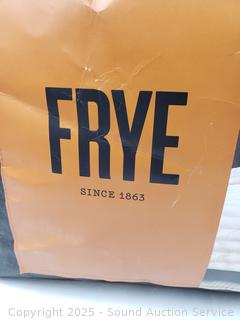 FRYE
SINCE 1863
Copyright 2025 - Sound Auction Service